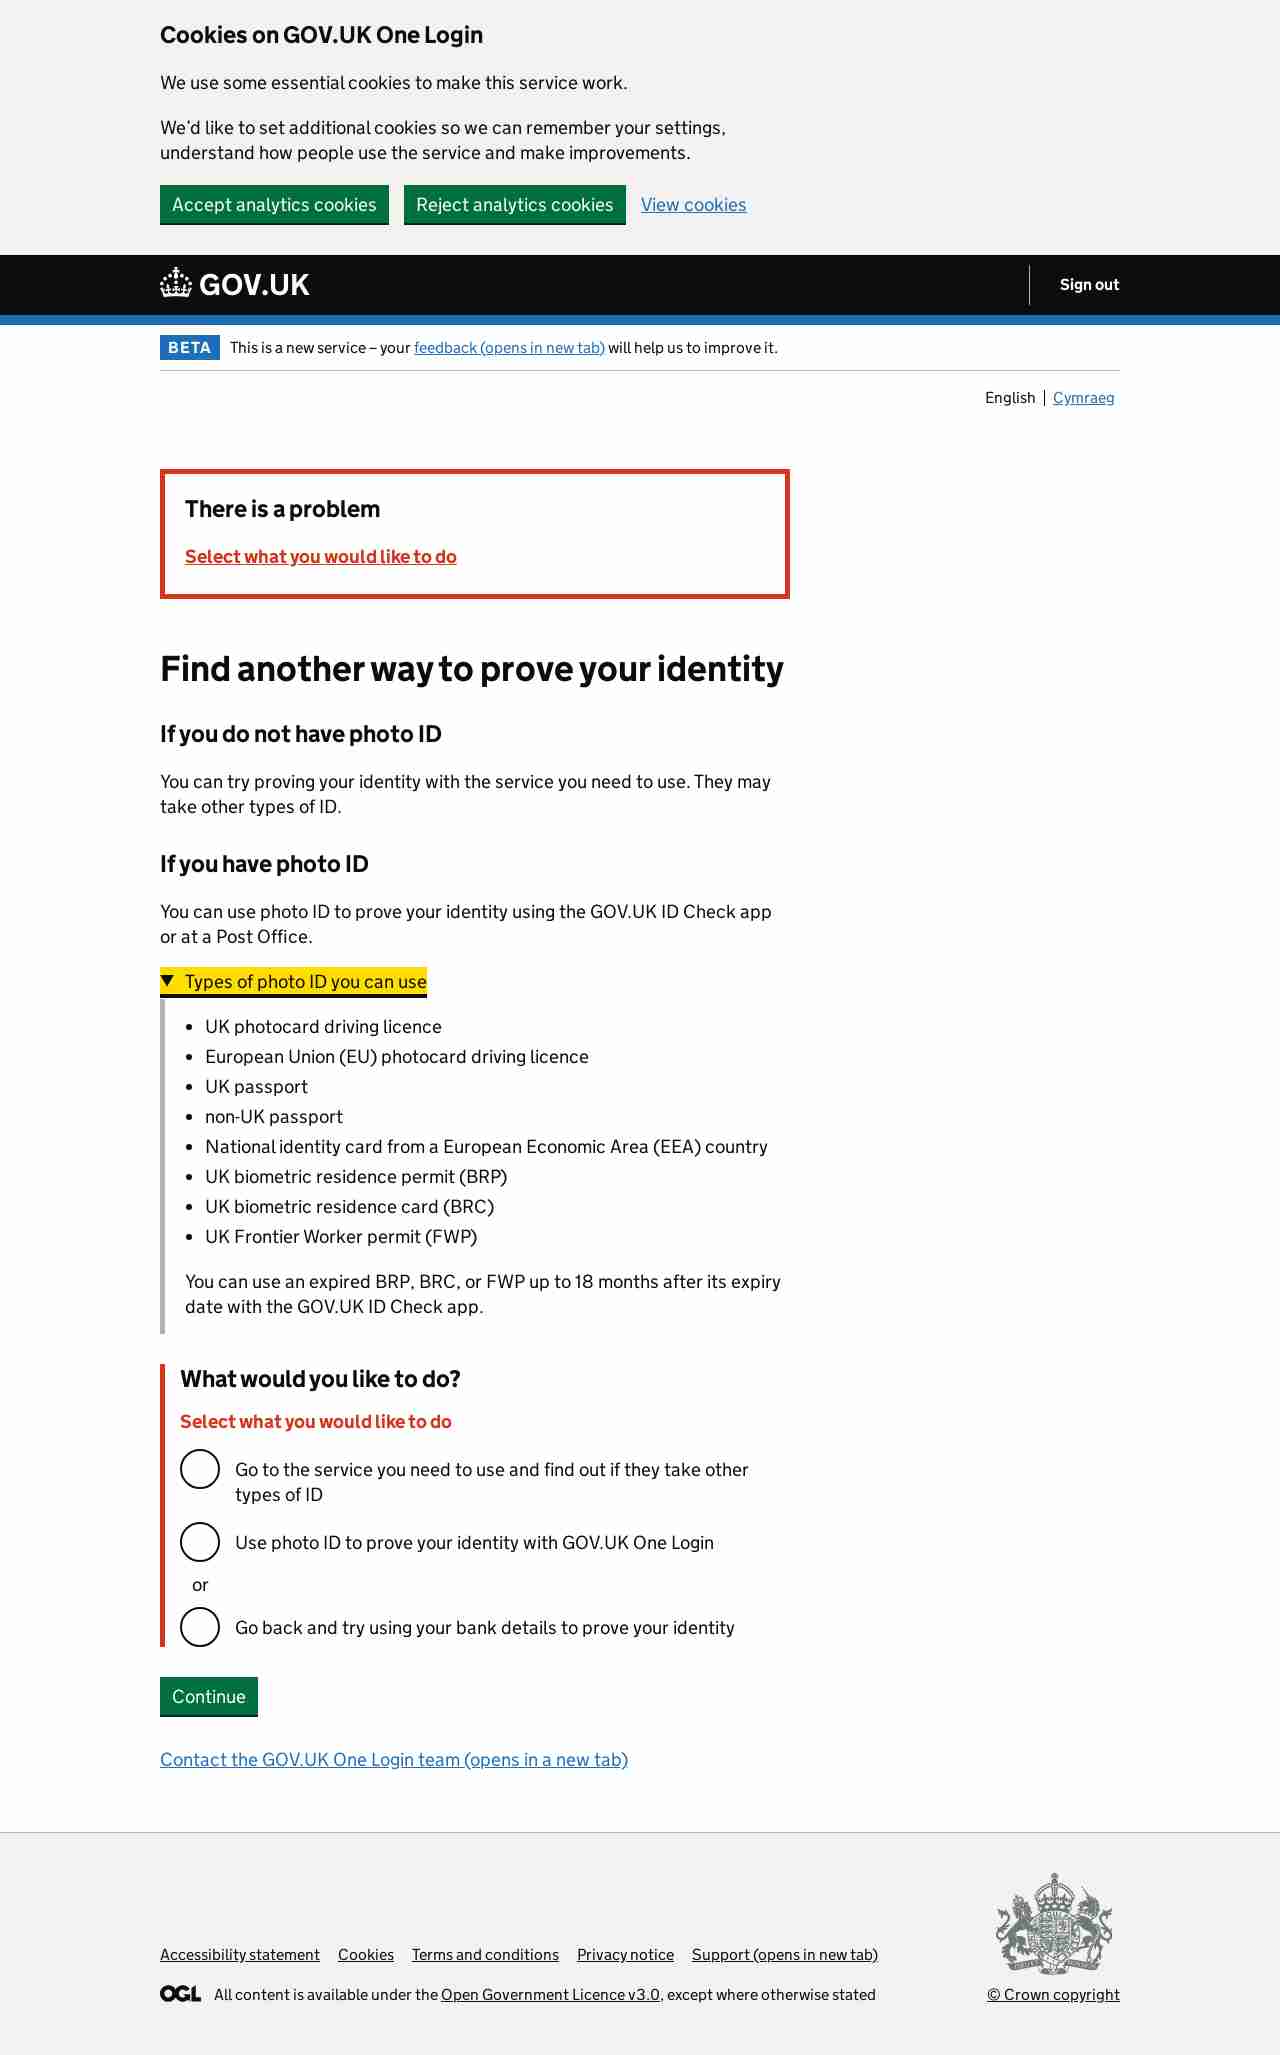 Cookies on GOV.UK One Login
We use some essential cookies to make this service work.
We’d like to set additional cookies so we can remember your settings,
understand how people use the service and make improvements.
Accept analytics cookies
Reject analytics cookies
View cookies
GOV.UK
Sign out
BETA
This is a new service – your feedback (opens in new tab) will help us to improve it.
English
Cymraeg
There is a problem
Select what you would like to do
Find another way to prove your identity
If you do not have photo ID
You can try proving your identity with the service you need to use. They may
take other types of ID.
If you have photo ID
You can use photo ID to prove your identity using the GOV.UK ID Check app
or at a Post Office.
Types of photo ID you can use
• UK photocard driving licence
• European Union (EU) photocard driving licence
• UK passport
• non-UK passport
• National identity card from a European Economic Area (EEA) country
• UK biometric residence permit (BRP)
• UK biometric residence card (BRC)
• UK Frontier Worker permit (FWP)
You can use an expired BRP, BRC, or FWP up to 18 months after its expiry
date with the GOV.UK ID Check app.
What would you like to do?
Select what you would like to do
Go to the service you need to use and find out if they take other
types of ID
Use photo ID to prove your identity with GOV.UK One Login
or
Go back and try using your bank details to prove your identity
Continue
Contact the GOV.UK One Login team (opens in a new tab)
Accessibility statement
Cookies
Terms and conditions
Privacy notice
Support (opens in new tab)
OGL
All content is available under the Open Government Licence v3.0, except where otherwise stated
© Crown copyright